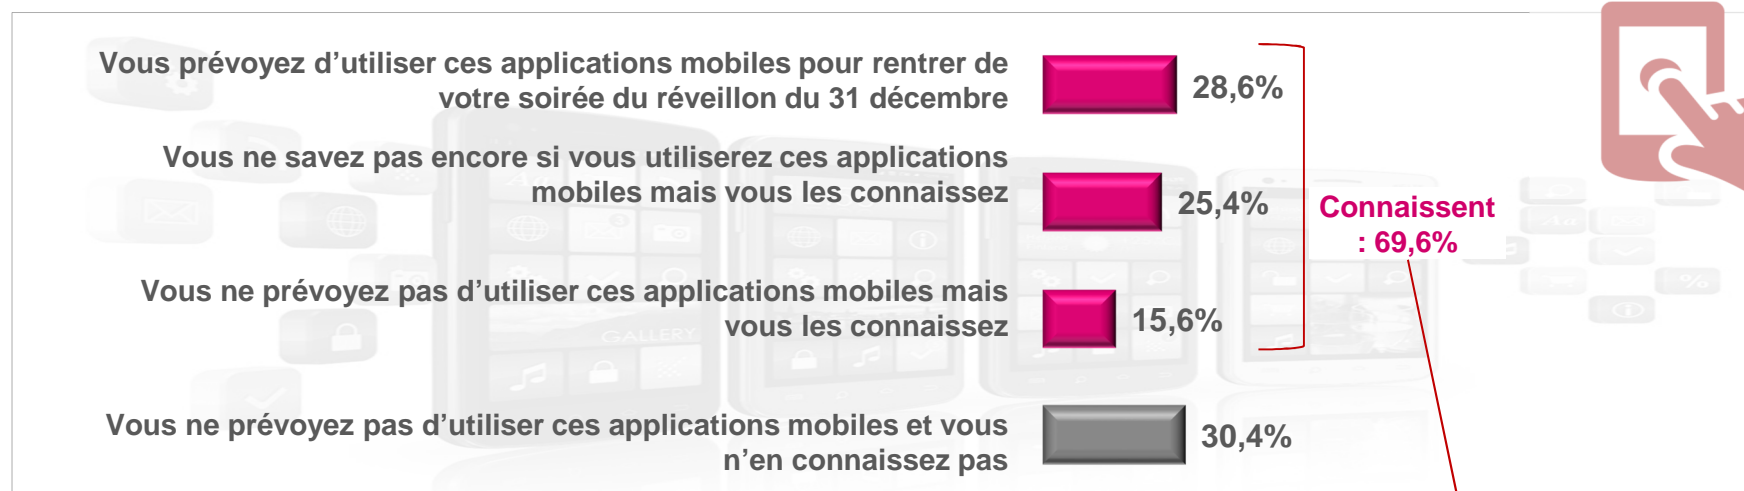 Vous prévoyez d’utiliser ces applications mobiles pour rentrer de
votre soirée du réveillon du 31 décembre
28,6%
Vous ne savez pas encore si vous utiliserez ces applications
mobiles mais vous les connaissez
25,4%
Connaissent
: 69,6%
Vous ne prévoyez pas d’utiliser ces applications mobiles mais
vous les connaissez
15,6%
GALLERY
Vous ne prévoyez pas d’utiliser ces applications mobiles et vous
n’en connaissez pas
30,4%